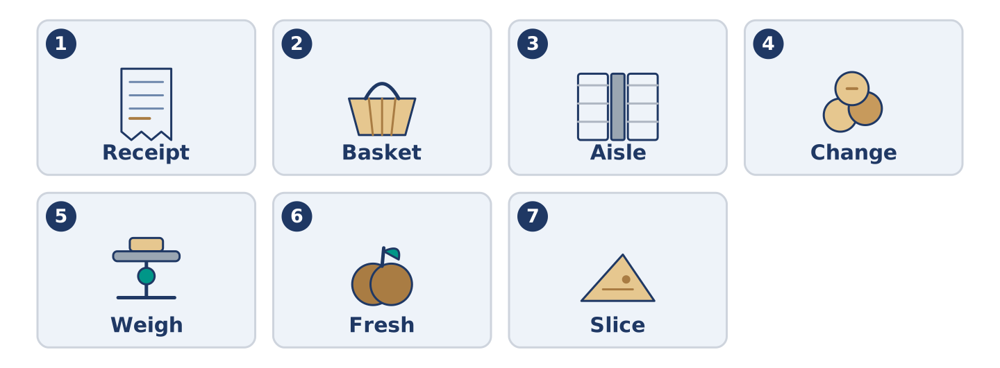 1
Receipt
2
Basket
3
Aisle
4
Change
5
Weigh
6
Fresh
7
Slice